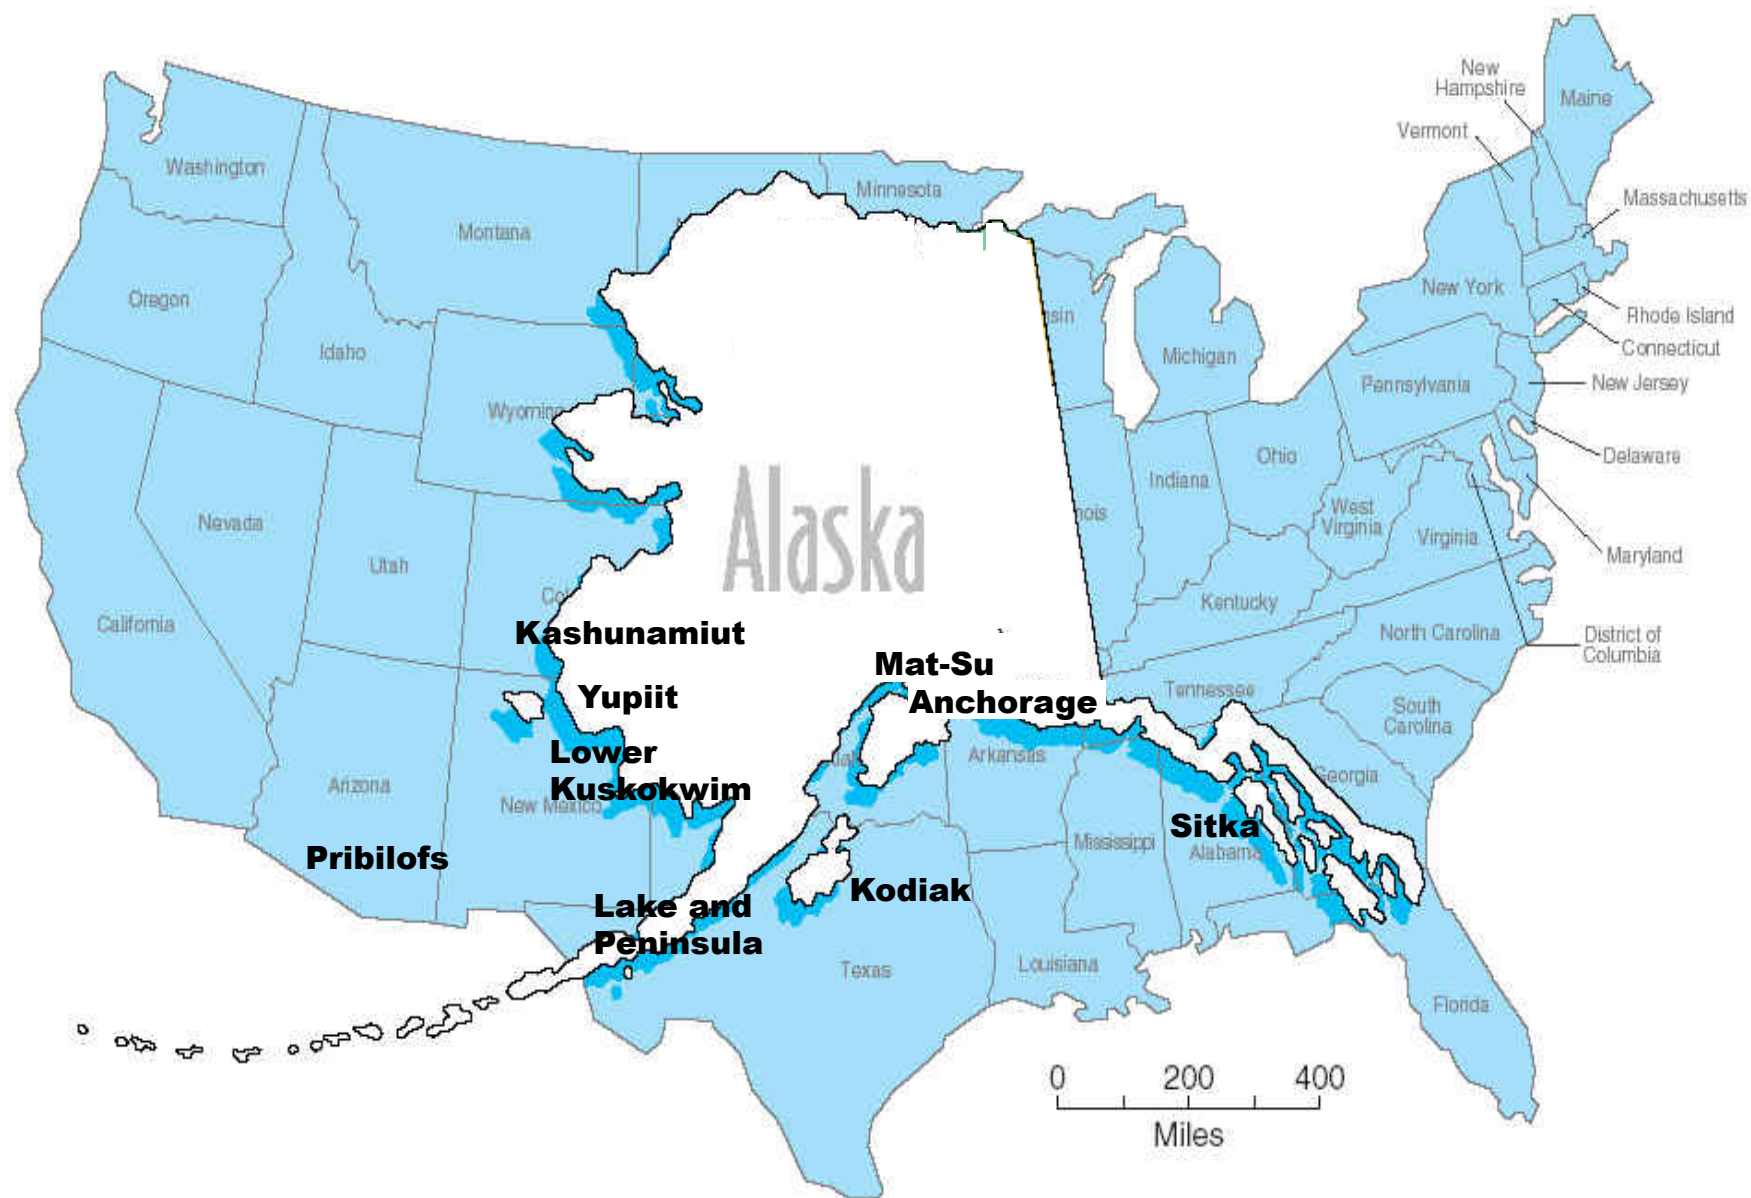 New
Hampshire
Maine
Vermont
Washington
Minnesota
Massachusetts
Montana
Oregon
New York
Rhode Island
Idaho
Connecticut
Michigan
Pennsylvania
New Jersey
Wyoming
Ohio
Delaware
Indiana
West
Virginia
Nevada
Virginia
Alaska
Maryland
Utah
Kentucky
California
Kashunamiut
North Carolina
District of
Columbia
Mat-Su
Yupiit
Anchorage
Tennessee
South
Carolina
Lower
Kuskokwim
Arkansas
Georgia
Arizona
New Mexico
Sitka
Mississippi
Alabama
Pribilofs
Kodiak
Lake and
Peninsula
Texas
Louisiana
Florida
0 200 400
Miles